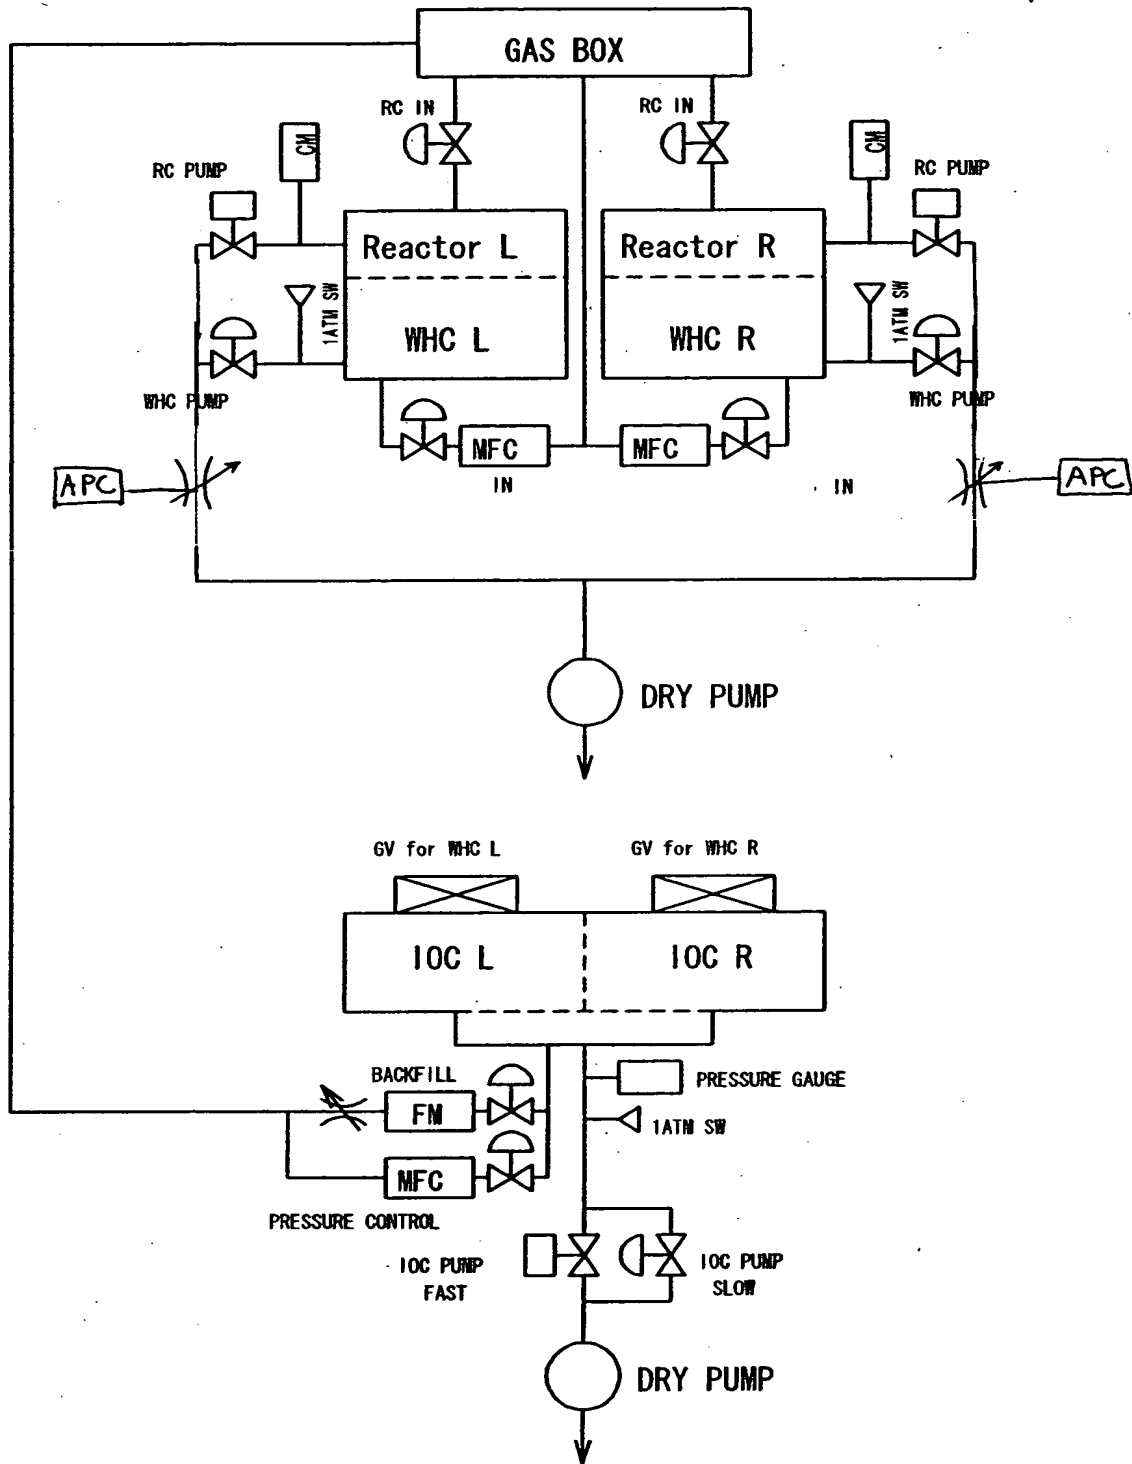 GAS BOX
RC IN
RC IN
CM
CM
RC PUMP
RC PUMP
Reactor L
Reactor R
1ATM SW
1ATM SW
WHC L
WHC R
WHC PUMP
WHC PUMP
MFC
MFC
IN
IN
APC
APC
DRY PUMP
GV for WHC L
GV for WHC R
IOC L
IOC R
BACKFILL
PRESSURE GAUGE
FM
1ATM SW
MFC
PRESSURE CONTROL
IOC PUMP
FAST
IOC PUMP
SLOW
DRY PUMP